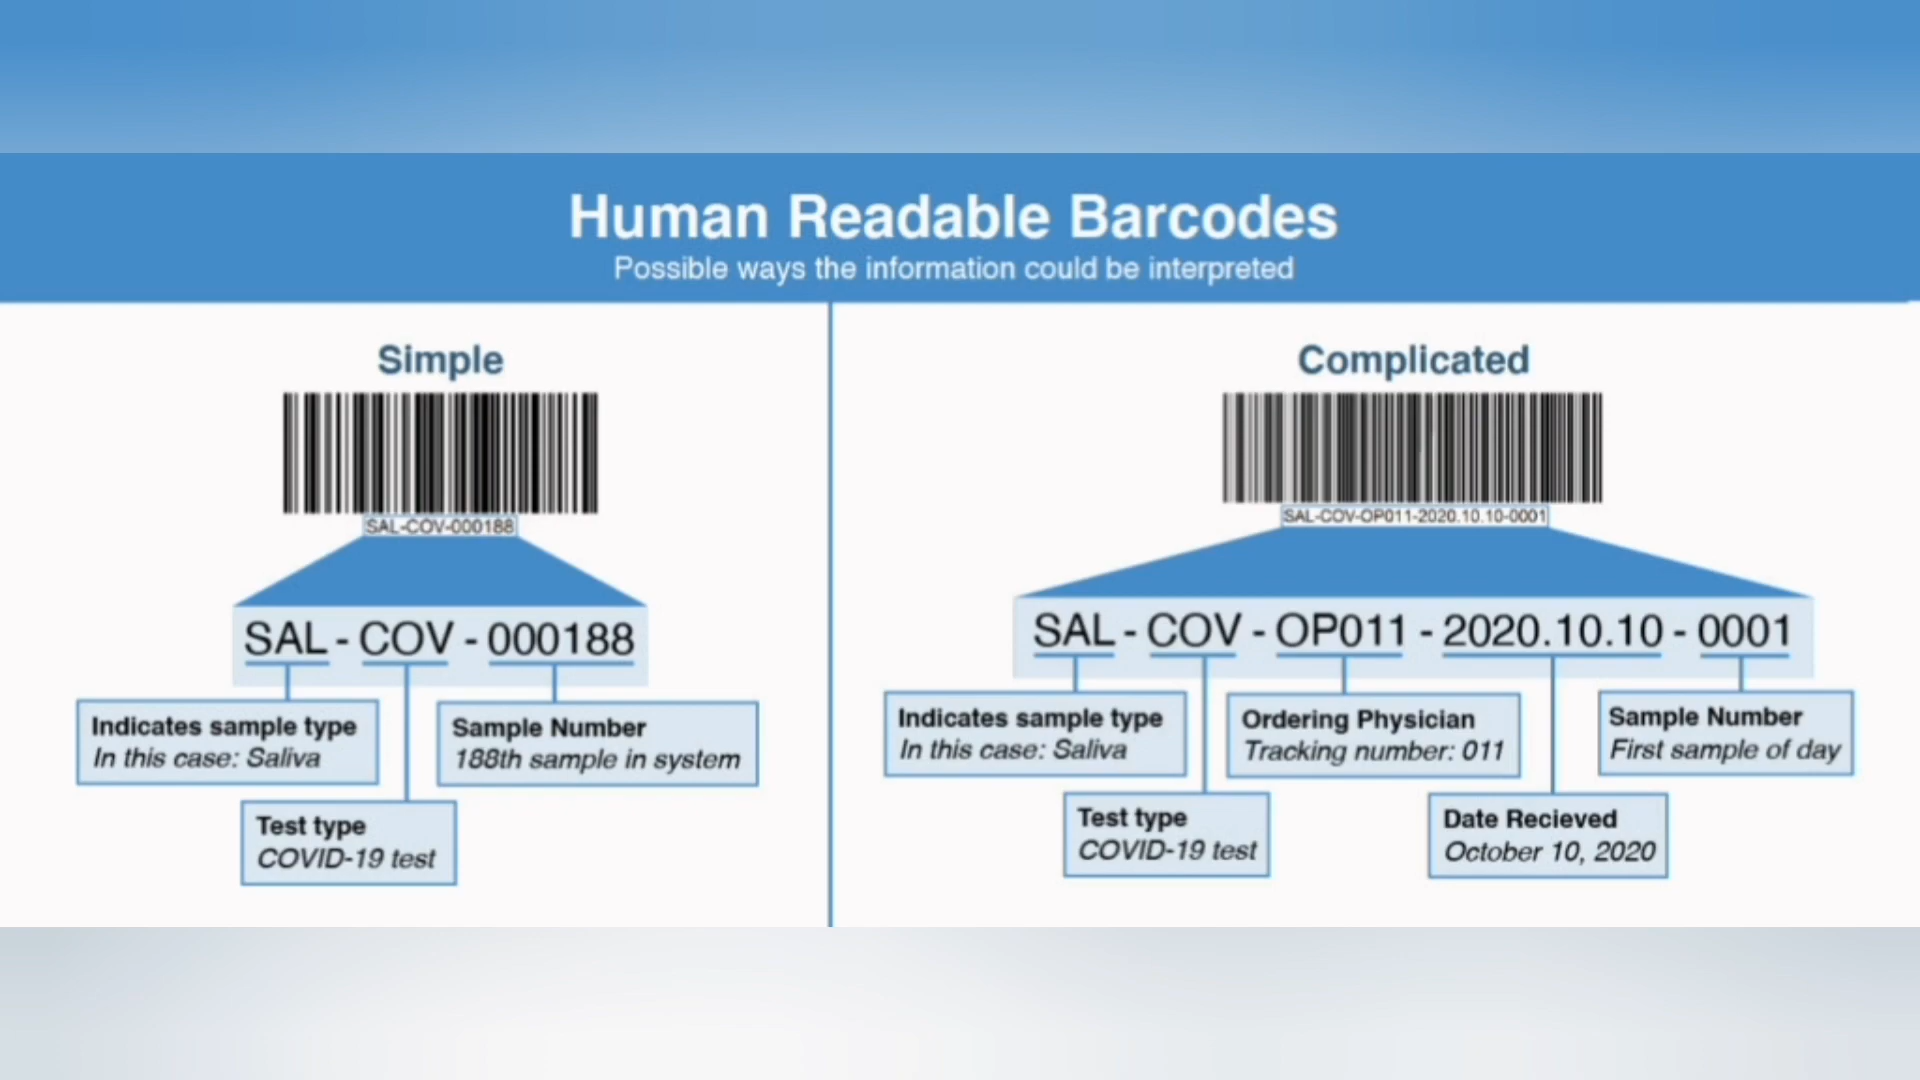 Human Readable Barcodes
Possible ways the information could be interpreted
Simple
SAL-COV-000188
SAL - COV - 000188
Indicates sample type
In this case: Saliva
Sample Number
188th sample in system
Test type
COVID-19 test
Complicated
SAL-COV-OP011-2020.10.10-0001
SAL - COV - OP011 - 2020.10.10 - 0001
Indicates sample type
In this case: Saliva
Ordering Physician
Tracking number: 011
Sample Number
First sample of day
Test type
COVID-19 test
Date Recieved
October 10, 2020